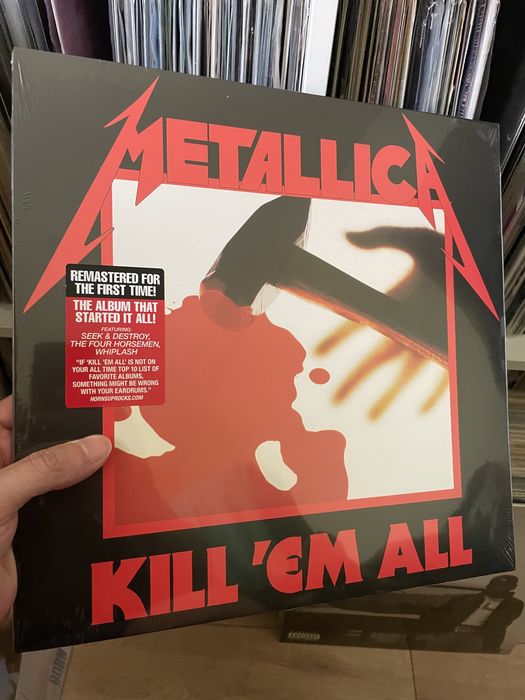 METALLICA
REMASTERED FOR
THE FIRST TIME!
THE ALBUM THAT
STARTED IT ALL!
FEATURING:
SEEK & DESTROY,
THE FOUR HORSEMEN,
WHIPLASH
"IF 'KILL 'EM ALL' IS NOT ON
YOUR ALL TIME TOP 10 LIST OF
FAVORITE ALBUMS,
SOMETHING MIGHT BE WRONG
WITH YOUR EARDRUMS."
HORNSUPROCKS.COM
KILL 'EM ALL